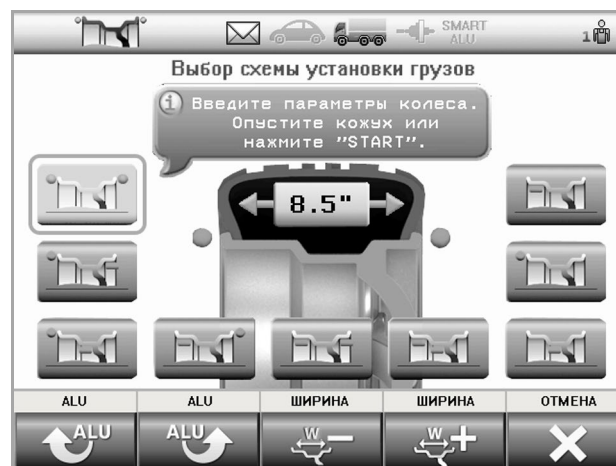 SMART
ALU
1
Выбор схемы установки грузов
i Введите параметры колеса.
Опустите кожух или
нажмите "START".
8.5"
ALU ALU ШИРИНА ШИРИНА ОТМЕНА
ALU ALU W W